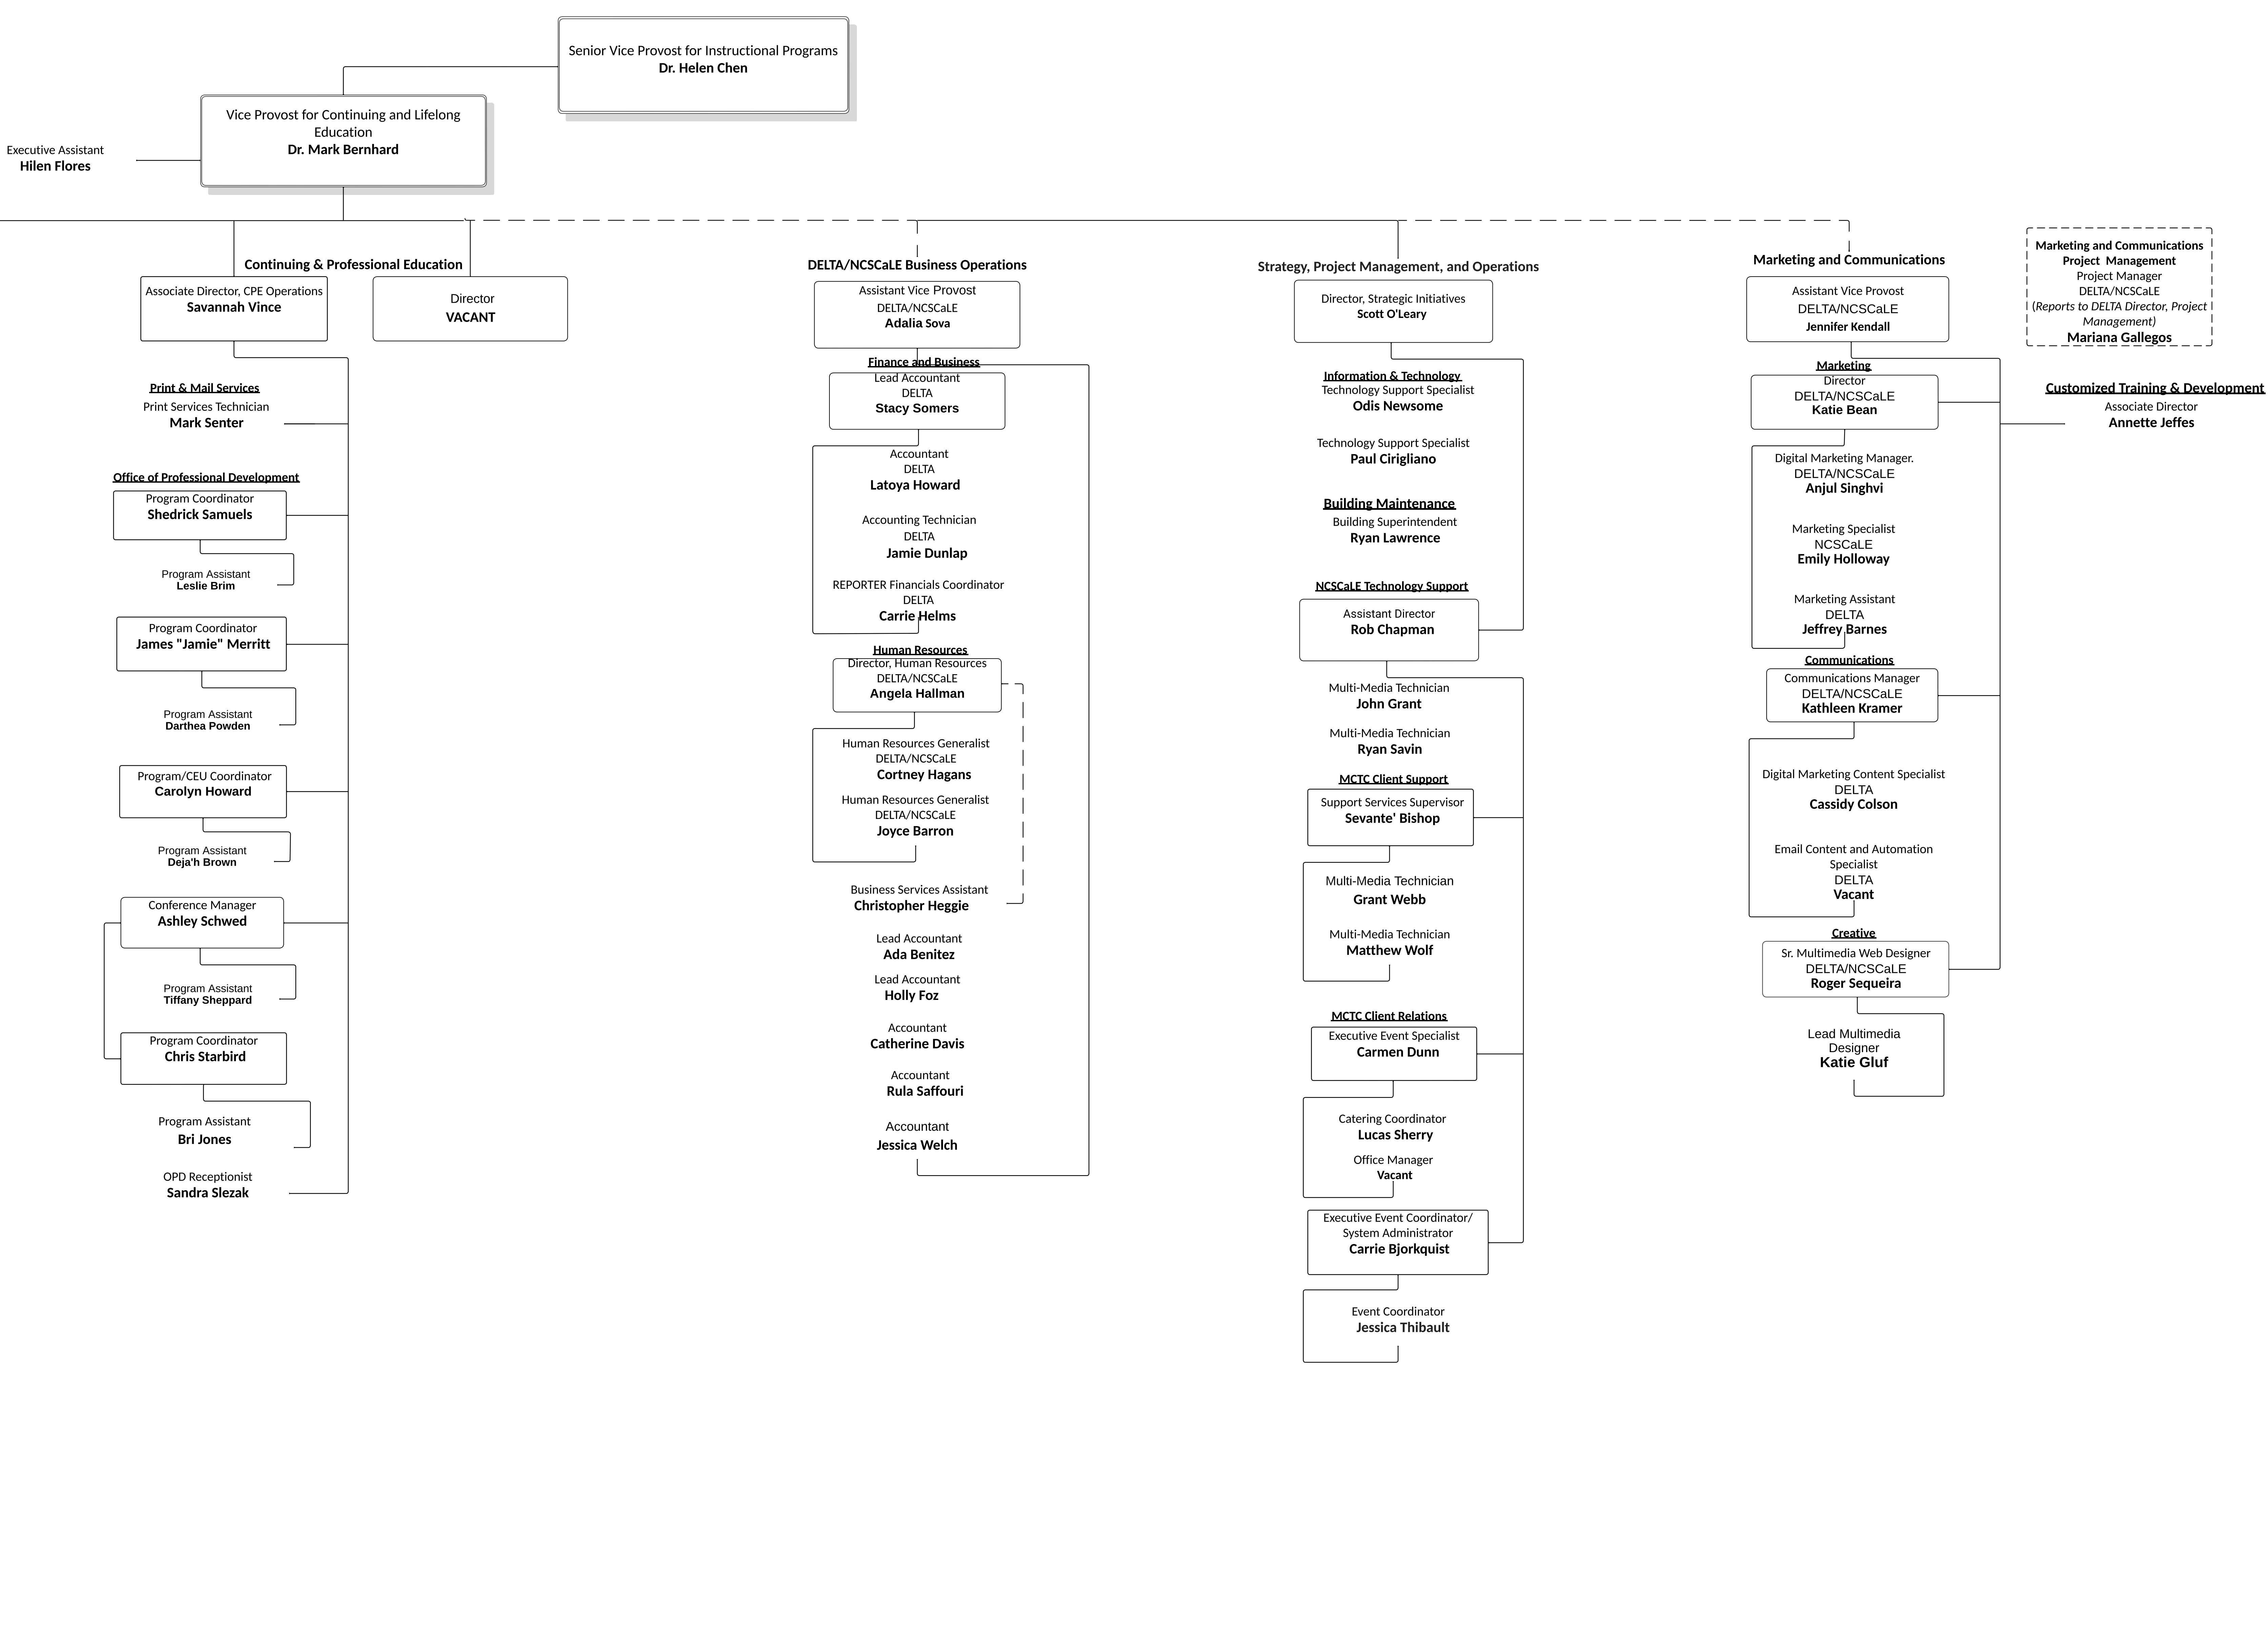 Senior Vice Provost for Instructional Programs
Dr. Helen Chen
Vice Provost for Continuing and Lifelong
Education
Dr. Mark Bernhard
Executive Assistant
Hilen Flores
Continuing & Professional Education
Associate Director, CPE Operations
Savannah Vince
Director
VACANT
Print & Mail Services
Print Services Technician
Mark Senter
Office of Professional Development
Program Coordinator
Shedrick Samuels
Program Assistant
Leslie Brim
Program Coordinator
James "Jamie" Merritt
Program Assistant
Darthea Powden
Program/CEU Coordinator
Carolyn Howard
Program Assistant
Deja'h Brown
Conference Manager
Ashley Schwed
Program Assistant
Tiffany Sheppard
Program Coordinator
Chris Starbird
Program Assistant
Bri Jones
OPD Receptionist
Sandra Slezak
DELTA/NCSCaLE Business Operations
Assistant Vice Provost
DELTA/NCSCaLE
Adalia Sova
Finance and Business
Lead Accountant
DELTA
Stacy Somers
Accountant
DELTA
Latoya Howard
Accounting Technician
DELTA
Jamie Dunlap
REPORTER Financials Coordinator
DELTA
Carrie Helms
Human Resources
Director, Human Resources
DELTA/NCSCaLE
Angela Hallman
Human Resources Generalist
DELTA/NCSCaLE
Cortney Hagans
Human Resources Generalist
DELTA/NCSCaLE
Joyce Barron
Business Services Assistant
Christopher Heggie
Lead Accountant
Ada Benitez
Lead Accountant
Holly Foz
Accountant
Catherine Davis
Accountant
Rula Saffouri
Accountant
Jessica Welch
Strategy, Project Management, and Operations
Director, Strategic Initiatives
Scott O'Leary
Information & Technology
Technology Support Specialist
Odis Newsome
Technology Support Specialist
Paul Cirigliano
Building Maintenance
Building Superintendent
Ryan Lawrence
NCSCaLE Technology Support
Assistant Director
Rob Chapman
Multi-Media Technician
John Grant
Multi-Media Technician
Ryan Savin
MCTC Client Support
Support Services Supervisor
Sevante' Bishop
Multi-Media Technician
Grant Webb
Multi-Media Technician
Matthew Wolf
MCTC Client Relations
Executive Event Specialist
Carmen Dunn
Catering Coordinator
Lucas Sherry
Office Manager
Vacant
Executive Event Coordinator/
System Administrator
Carrie Bjorkquist
Event Coordinator
Jessica Thibault
Marketing and Communications
Assistant Vice Provost
DELTA/NCSCaLE
Jennifer Kendall
Marketing
Director
DELTA/NCSCaLE
Katie Bean
Digital Marketing Manager.
DELTA/NCSCaLE
Anjul Singhvi
Marketing Specialist
NCSCaLE
Emily Holloway
Marketing Assistant
DELTA
Jeffrey Barnes
Communications
Communications Manager
DELTA/NCSCaLE
Kathleen Kramer
Digital Marketing Content Specialist
DELTA
Cassidy Colson
Email Content and Automation
Specialist
DELTA
Vacant
Creative
Sr. Multimedia Web Designer
DELTA/NCSCaLE
Roger Sequeira
Lead Multimedia
Designer
Katie Gluf
Marketing and Communications
Project Management
Project Manager
DELTA/NCSCaLE
(Reports to DELTA Director, Project
Management)
Mariana Gallegos
Customized Training & Development
Associate Director
Annette Jeffes